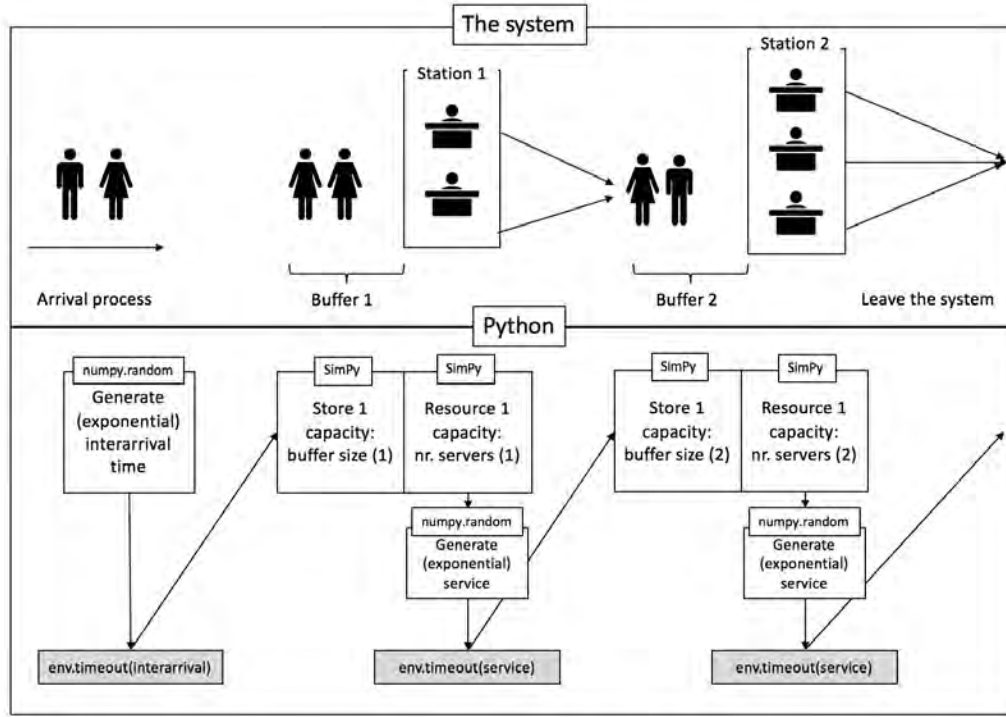 The system
Station 1
Station 2
Arrival process
Buffer 1
Buffer 2
Leave the system
Python
numpy.random
Generate
(exponential)
interarrival
time
SimPy
Store 1
capacity:
buffer size (1)
SimPy
Resource 1
capacity:
nr. servers (1)
numpy.random
Generate
(exponential)
service
SimPy
Store 1
capacity:
buffer size (2)
SimPy
Resource 1
capacity:
nr. servers (2)
numpy.random
Generate
(exponential)
service
env.timeout(interarrival)
env.timeout(service)
env.timeout(service)